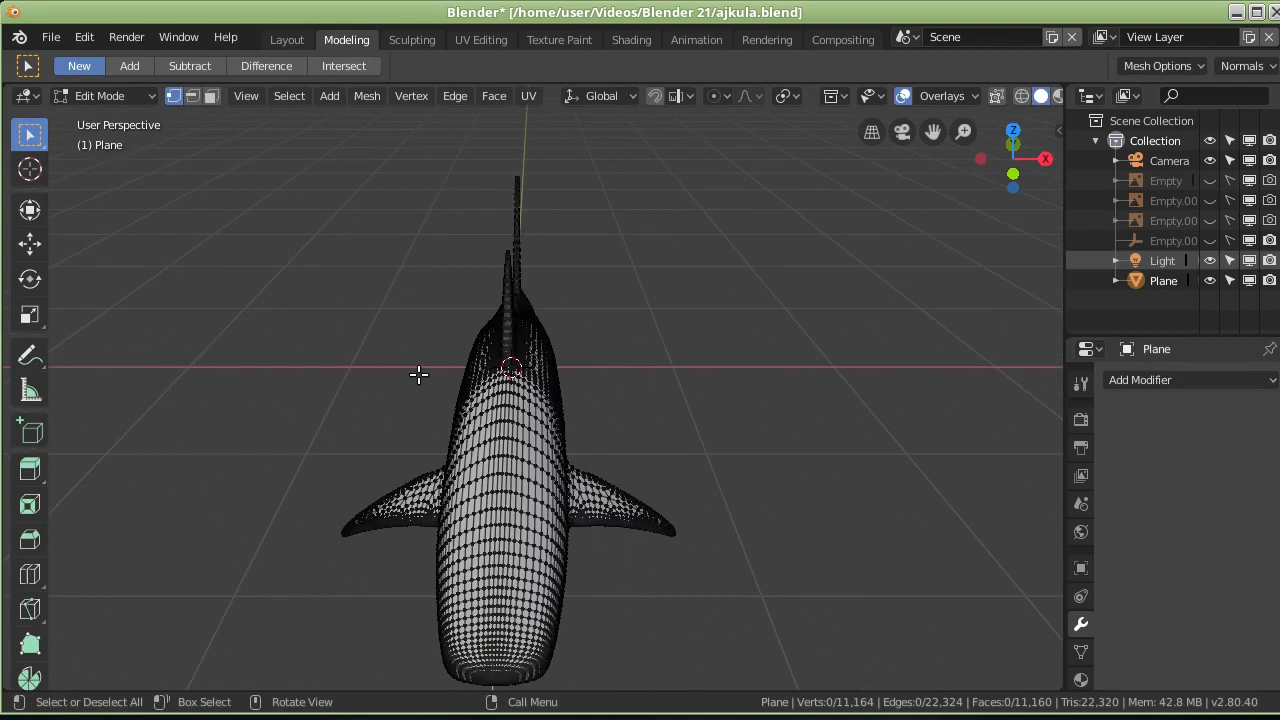 Blender* [/home/user/Videos/Blender 21/ajkula.blend]
File Edit Render Window Help Layout Modeling Sculpting UV Editing Texture Paint Shading Animation Rendering Compositing Scene View Layer
New Add Subtract Difference Intersect Mesh Options Normals
Edit Mode View Select Add Mesh Vertex Edge Face UV Global Overlays
User Perspective
(1) Plane
Z
Y
X
Scene Collection
Collection
Camera
Empty
Empty.00
Empty.00
Empty.00
Light
Plane
Plane
Add Modifier
Select or Deselect All Box Select Rotate View Call Menu Plane | Verts:0/11,164 | Edges:0/22,324 | Faces:0/11,160 | Tris:22,320 | Mem: 42.8 MB | v2.80.40